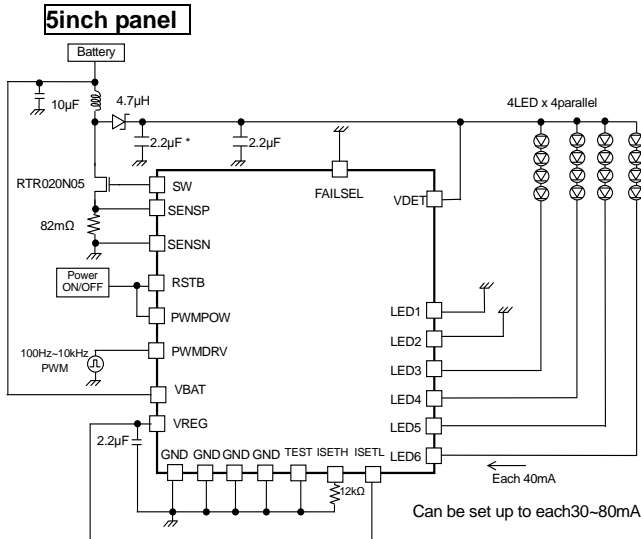 5inch panel
Battery
10µF
4.7µH
2.2µF *
2.2µF
4LED x 4parallel
RTR020N05
SW
FAILSEL
VDET
SENSP
82mΩ
SENSN
Power
ON/OFF
RSTB
LED1
PWMPOW
LED2
100Hz~10kHz
PWM
PWMDRV
LED3
VBAT
LED4
VREG
LED5
2.2µF
GND
GND
GND
GND
TEST
ISETH
ISETL
LED6
12kΩ
Each 40mA
Can be set up to each30~80mA